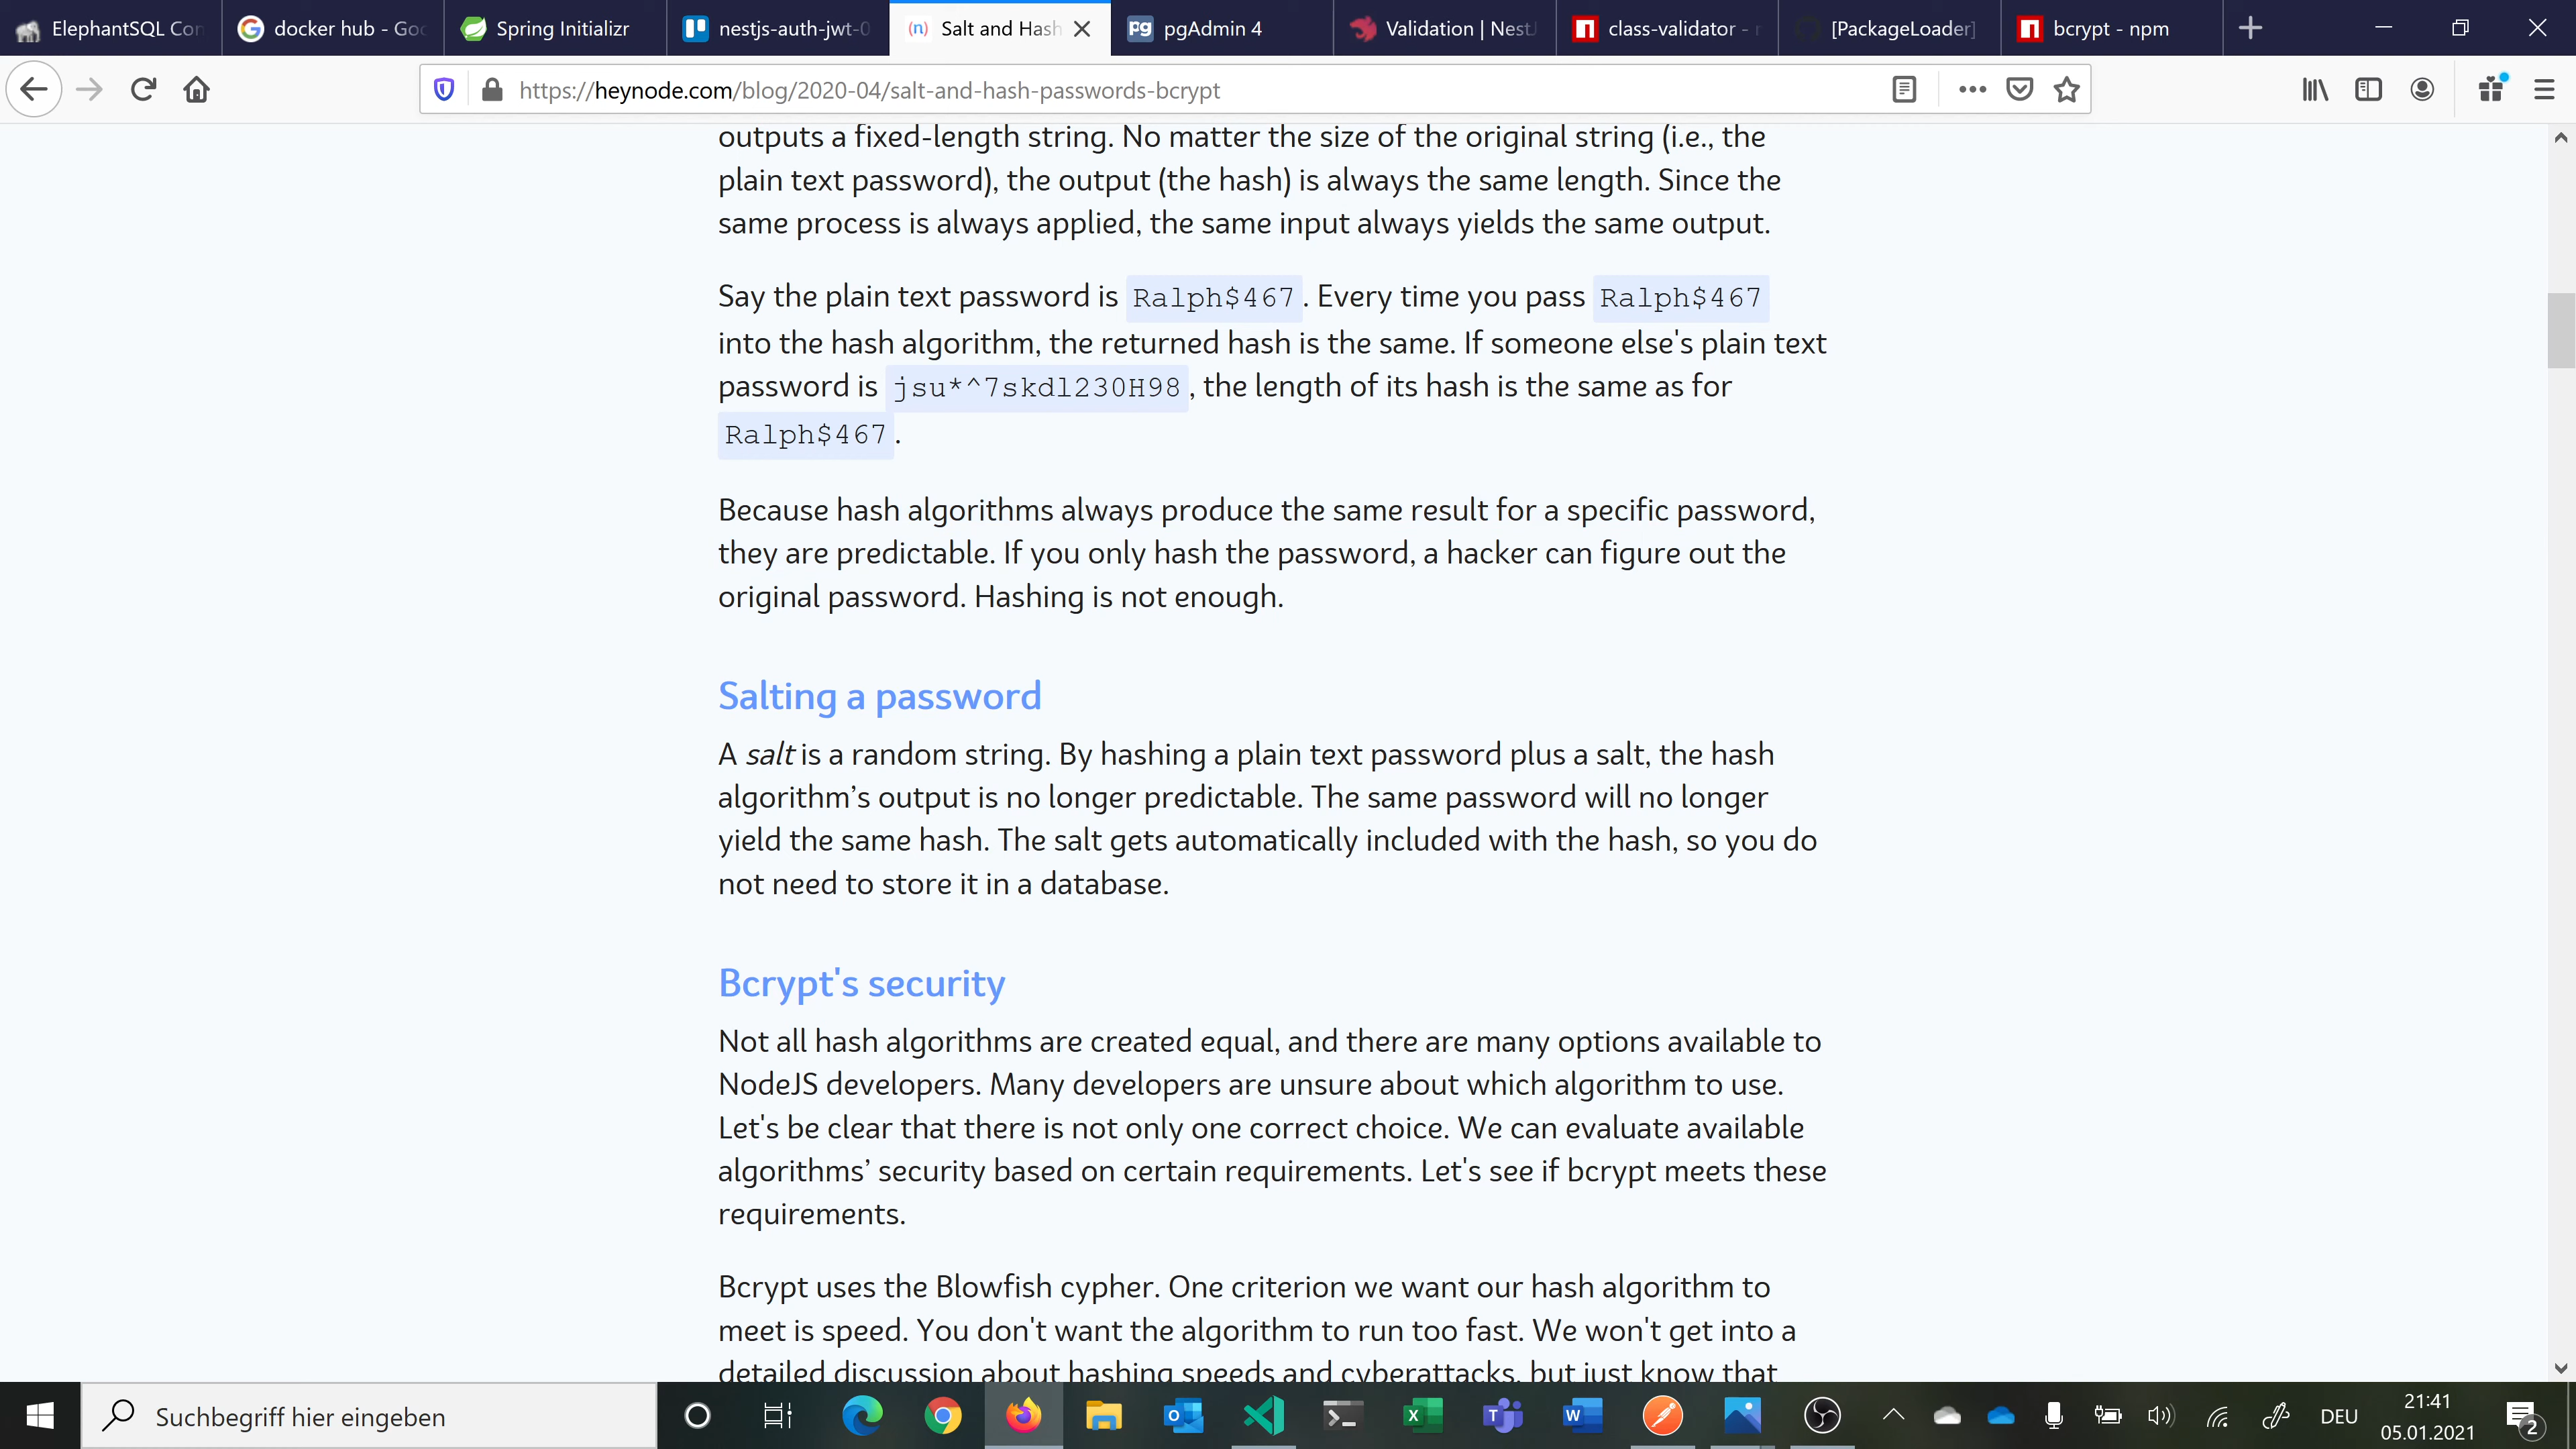 ElephantSQL Con
docker hub - Goo
Spring Initializr
nestjs-auth-jwt-0
Salt and Hash
pgAdmin 4
Validation | NestJ
class-validator - n
[PackageLoader]
bcrypt - npm
https://heynode.com/blog/2020-04/salt-and-hash-passwords-bcrypt
outputs a fixed-length string. No matter the size of the original string (i.e., the
plain text password), the output (the hash) is always the same length. Since the
same process is always applied, the same input always yields the same output.
Say the plain text password is Ralph$467. Every time you pass Ralph$467
into the hash algorithm, the returned hash is the same. If someone else's plain text
password is jsu*^7skdl230H98, the length of its hash is the same as for
Ralph$467.
Because hash algorithms always produce the same result for a specific password,
they are predictable. If you only hash the password, a hacker can figure out the
original password. Hashing is not enough.
Salting a password
A salt is a random string. By hashing a plain text password plus a salt, the hash
algorithm’s output is no longer predictable. The same password will no longer
yield the same hash. The salt gets automatically included with the hash, so you do
not need to store it in a database.
Bcrypt's security
Not all hash algorithms are created equal, and there are many options available to
NodeJS developers. Many developers are unsure about which algorithm to use.
Let's be clear that there is not only one correct choice. We can evaluate available
algorithms’ security based on certain requirements. Let's see if bcrypt meets these
requirements.
Bcrypt uses the Blowfish cypher. One criterion we want our hash algorithm to
meet is speed. You don't want the algorithm to run too fast. We won't get into a
detailed discussion about hashing speeds and cyberattacks, but just know that
Suchbegriff hier eingeben
DEU
21:41
05.01.2021
2